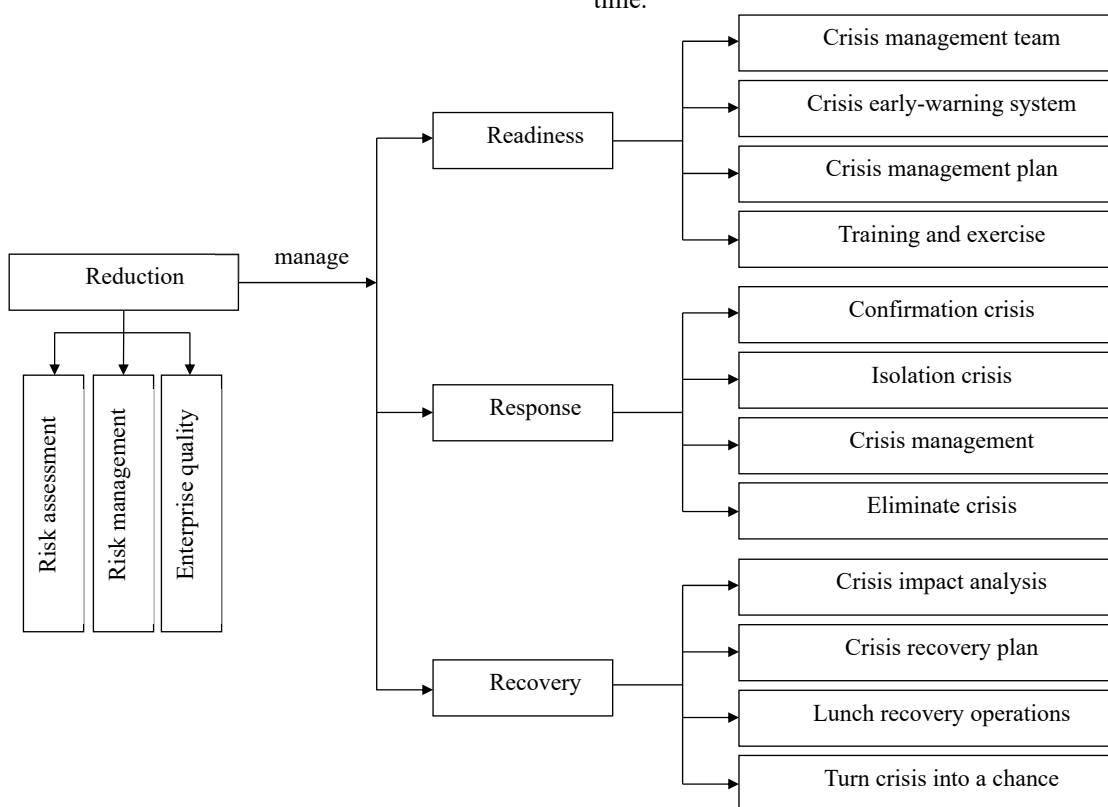 time.
Crisis management team
Crisis early-warning system
Readiness
Crisis management plan
Training and exercise
manage
Reduction
Confirmation crisis
Isolation crisis
Response
Crisis management
Eliminate crisis
Risk assessment
Risk management
Enterprise quality
Crisis impact analysis
Crisis recovery plan
Recovery
Lunch recovery operations
Turn crisis into a chance